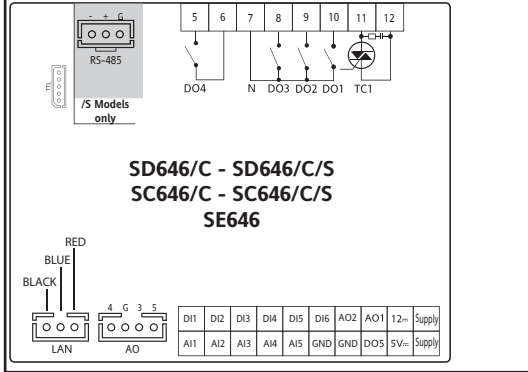 - + G
RS-485
TTL
/S Models
only
5 6 7 8 9 10 11 12
DO4 N DO3 DO2 DO1 TC1
SD646/C - SD646/C/S
SC646/C - SC646/C/S
SE646
RED
BLUE
BLACK
LAN
4 G 3 5
AO
DI1 DI2 DI3 DI4 DI5 DI6 AO2 AO1 12⎓ Supply
AI1 AI2 AI3 AI4 AI5 GND GND DO5 5V⎓ Supply